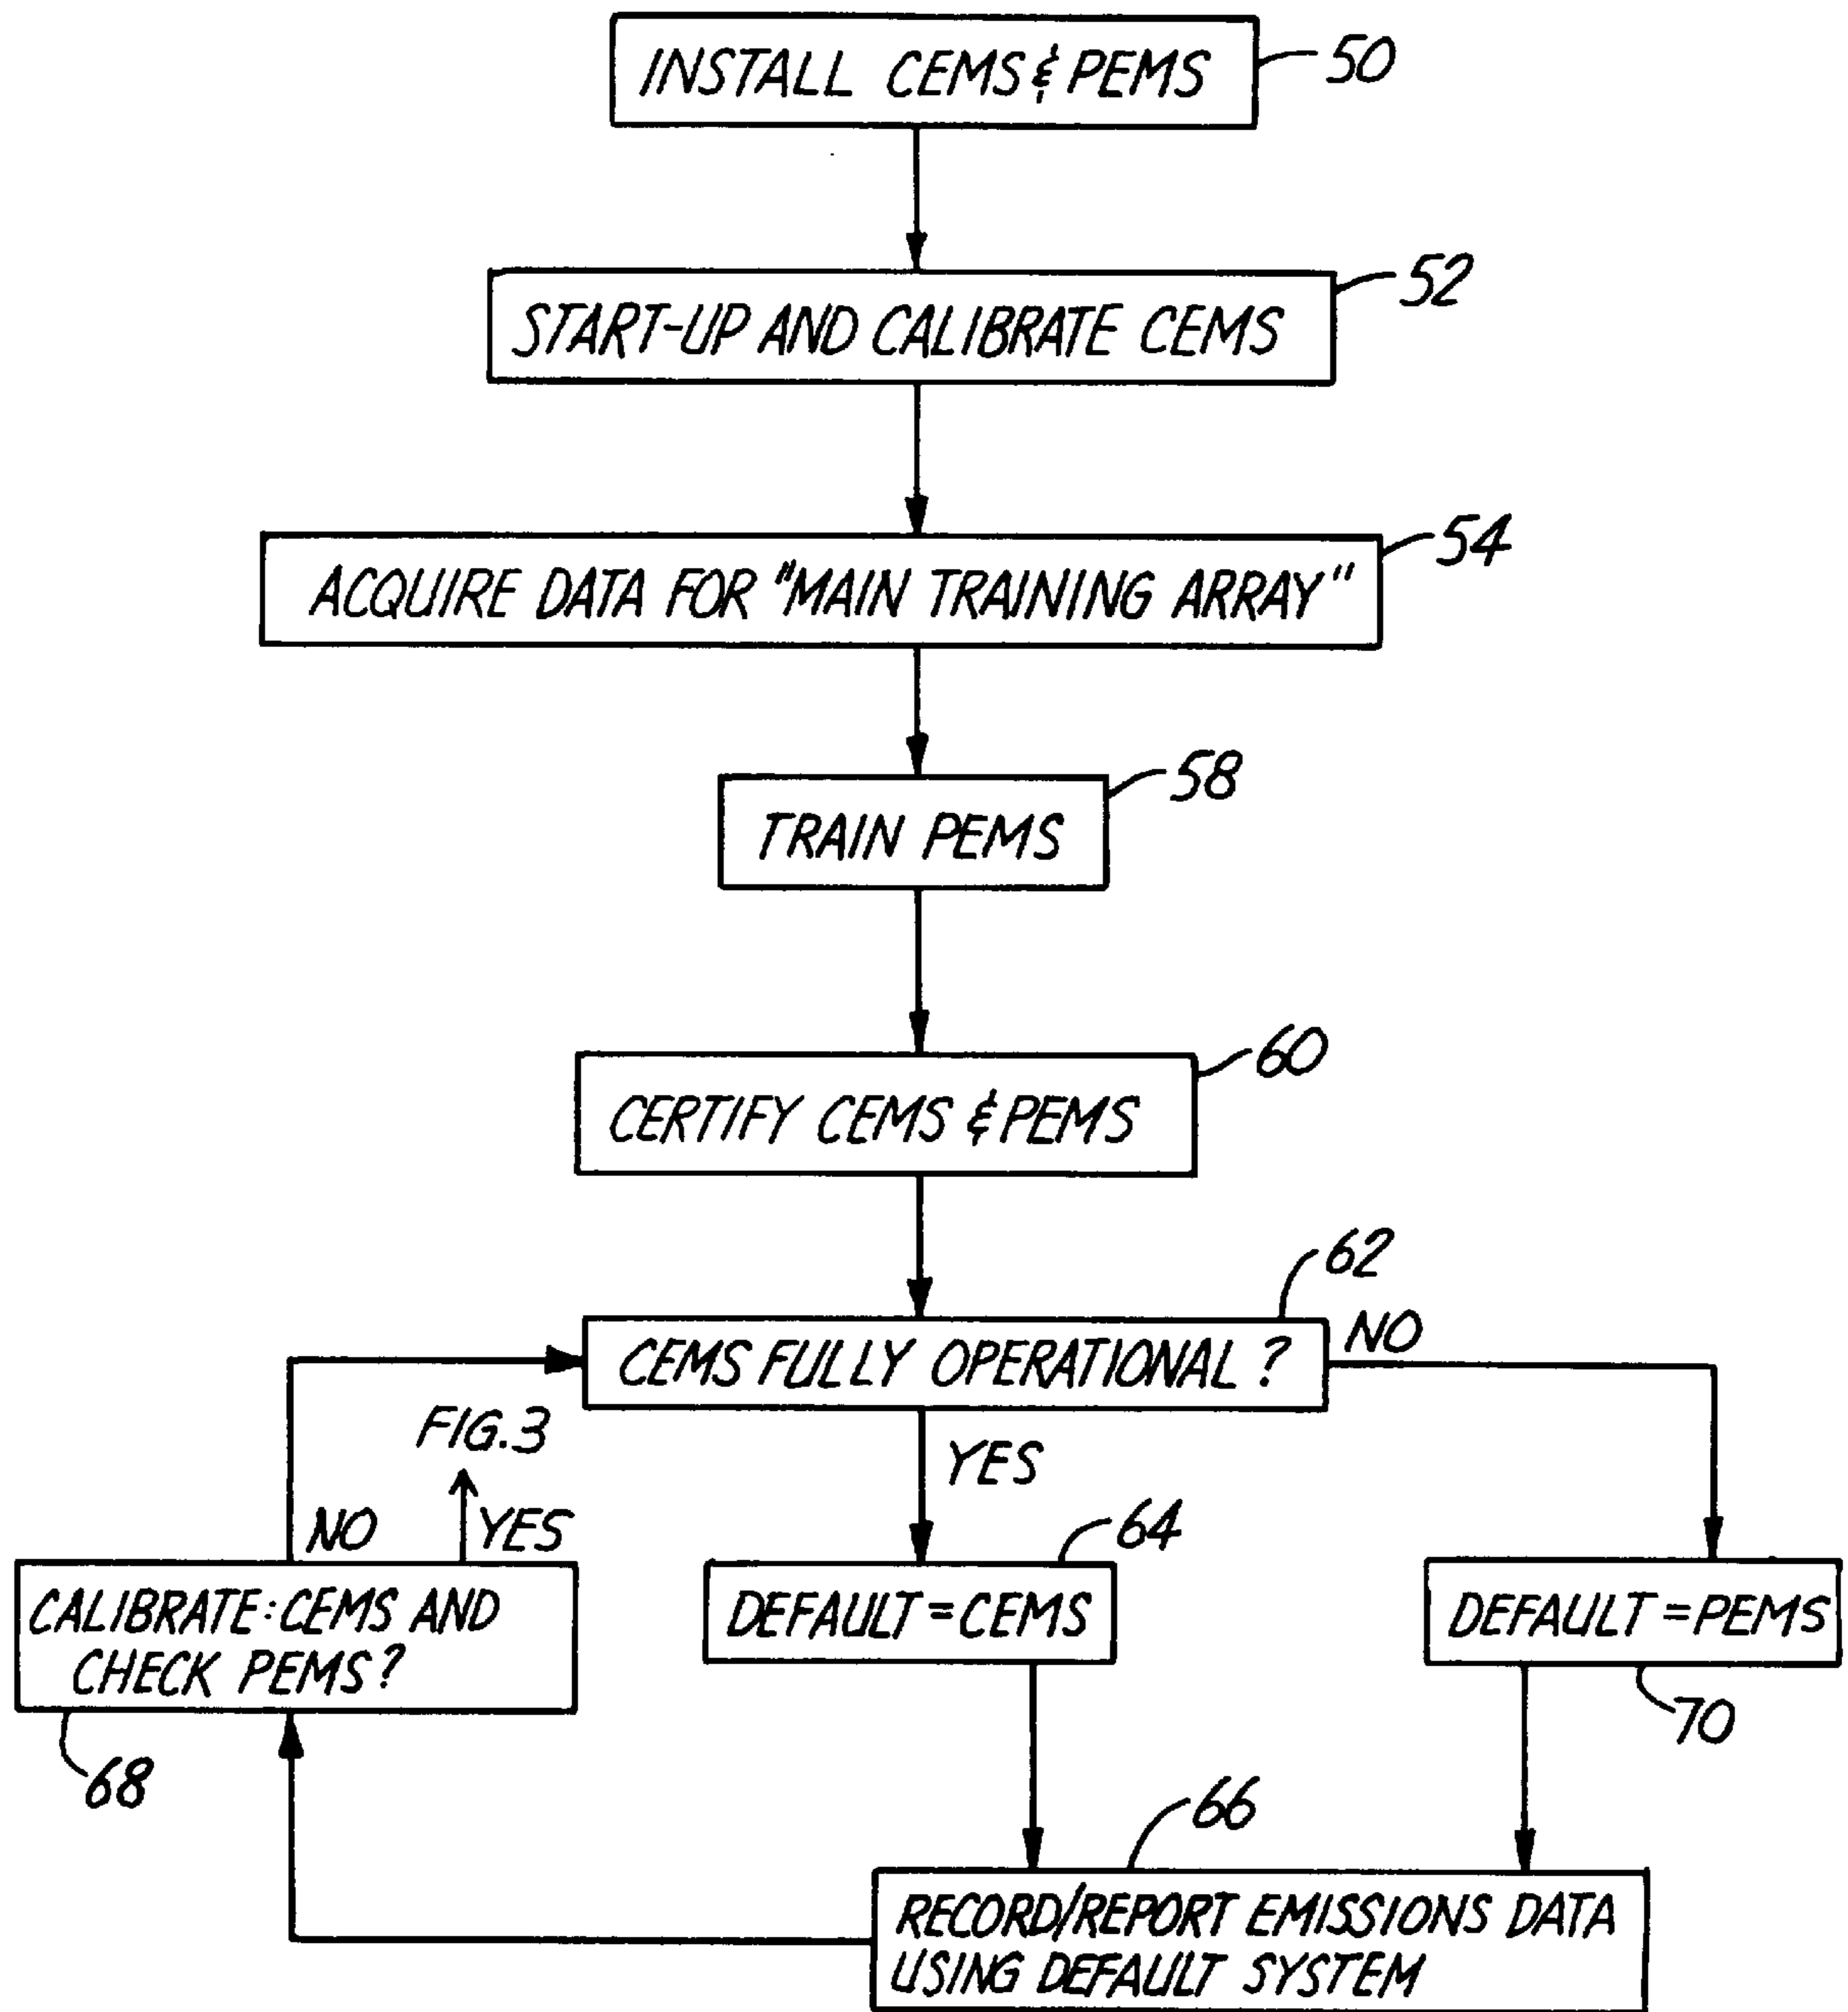 INSTALL CEMS & PEMS
50
START-UP AND CALIBRATE CEMS
52
ACQUIRE DATA FOR "MAIN TRAINING ARRAY"
54
TRAIN PEMS
58
CERTIFY CEMS & PEMS
60
CEMS FULLY OPERATIONAL?
62
NO
FIG.3
YES
NO
YES
64
CALIBRATE: CEMS AND
CHECK PEMS?
68
DEFAULT=CEMS
DEFAULT=PEMS
70
66
RECORD/REPORT EMISSIONS DATA
USING DEFAULT SYSTEM